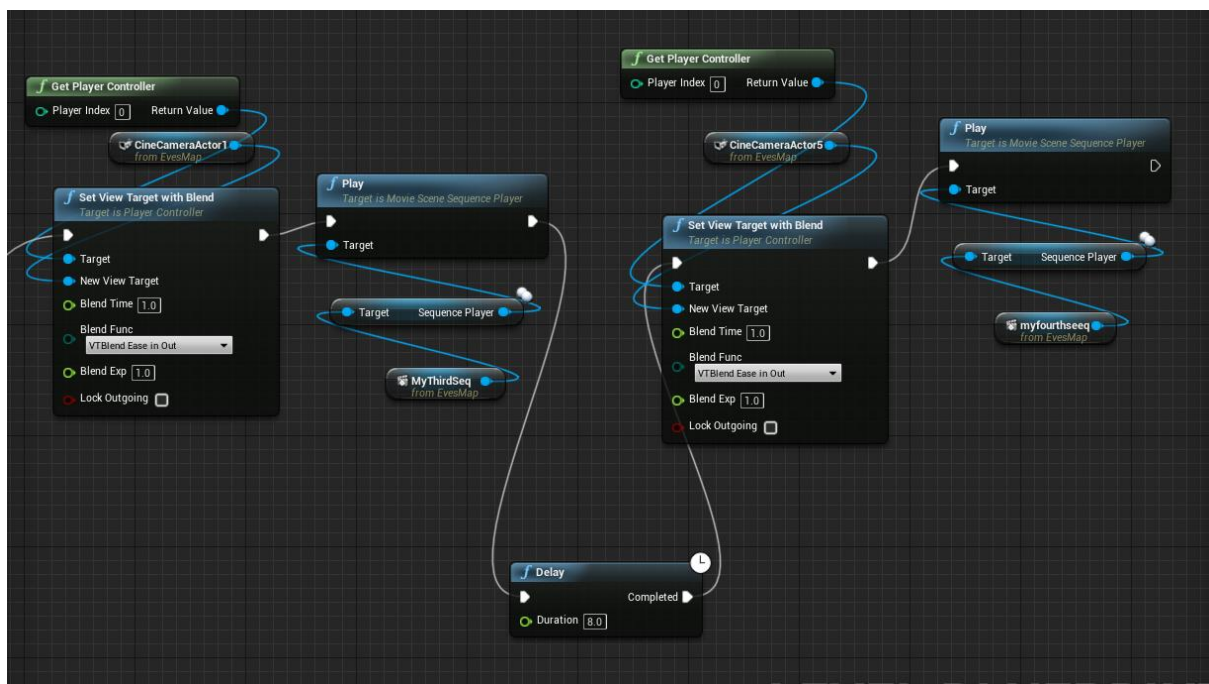 Get Player Controller
Player Index 0 Return Value
CineCameraActor1
from EvesMap
Set View Target with Blend
Target is Player Controller
Target
New View Target
Blend Time 1.0
Blend Func
VTBlend Ease in Out
Blend Exp 1.0
Lock Outgoing
Play
Target is Movie Scene Sequence Player
Target
Target Sequence Player
MyThirdSeq
from EvesMap
Delay
Completed
Duration 8.0
Get Player Controller
Player Index 0 Return Value
CineCameraActor5
from EvesMap
Set View Target with Blend
Target is Player Controller
Target
New View Target
Blend Time 1.0
Blend Func
VTBlend Ease in Out
Blend Exp 1.0
Lock Outgoing
Play
Target is Movie Scene Sequence Player
Target
Target Sequence Player
myfourthseeq
from EvesMap